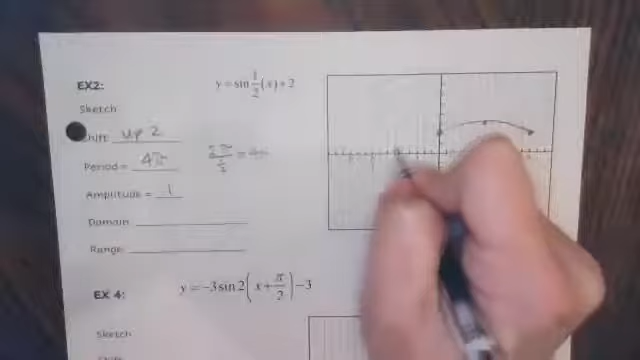 EX2:
y = sin 1/2 (x) + 2
Sketch
Shift: up 2
Period = 4π
2π / 1/2 = 4π
Amplitude = 1
Domain:
Range:
EX 4:
y = -3 sin 2( x + π/2 ) - 3
Sketch